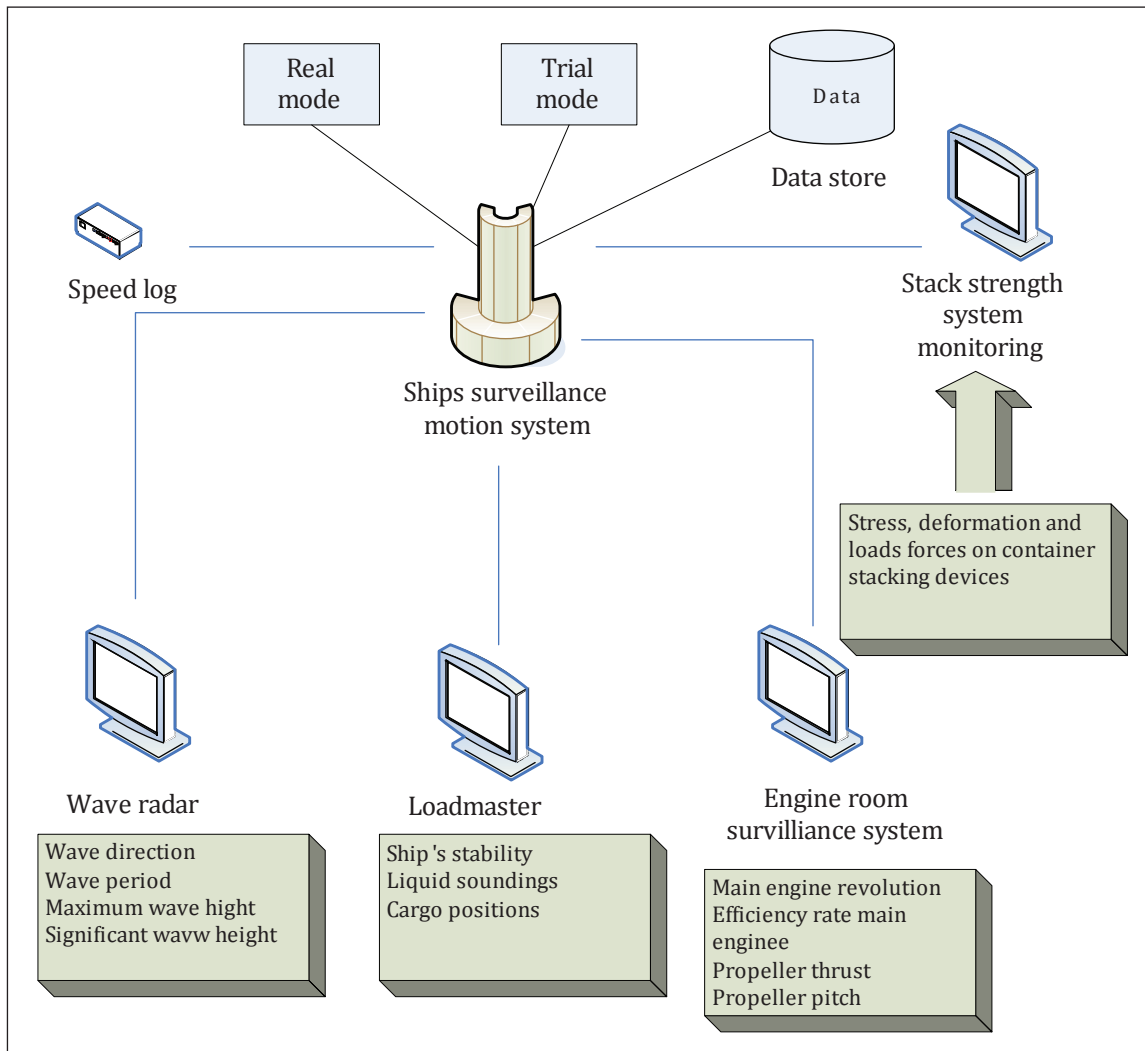 Real
mode
Trial
mode
Data
Data store
Speed log
Stack strength
system
monitoring
Ships surveillance
motion system
Stress, deformation and
loads forces on container
stacking devices
Wave radar
Wave direction
Wave period
Maximum wave hight
Significant wavw height
Loadmaster
Ship's stability
Liquid soundings
Cargo positions
Engine room
survilliance system
Main engine revolution
Efficiency rate main
enginee
Propeller thrust
Propeller pitch